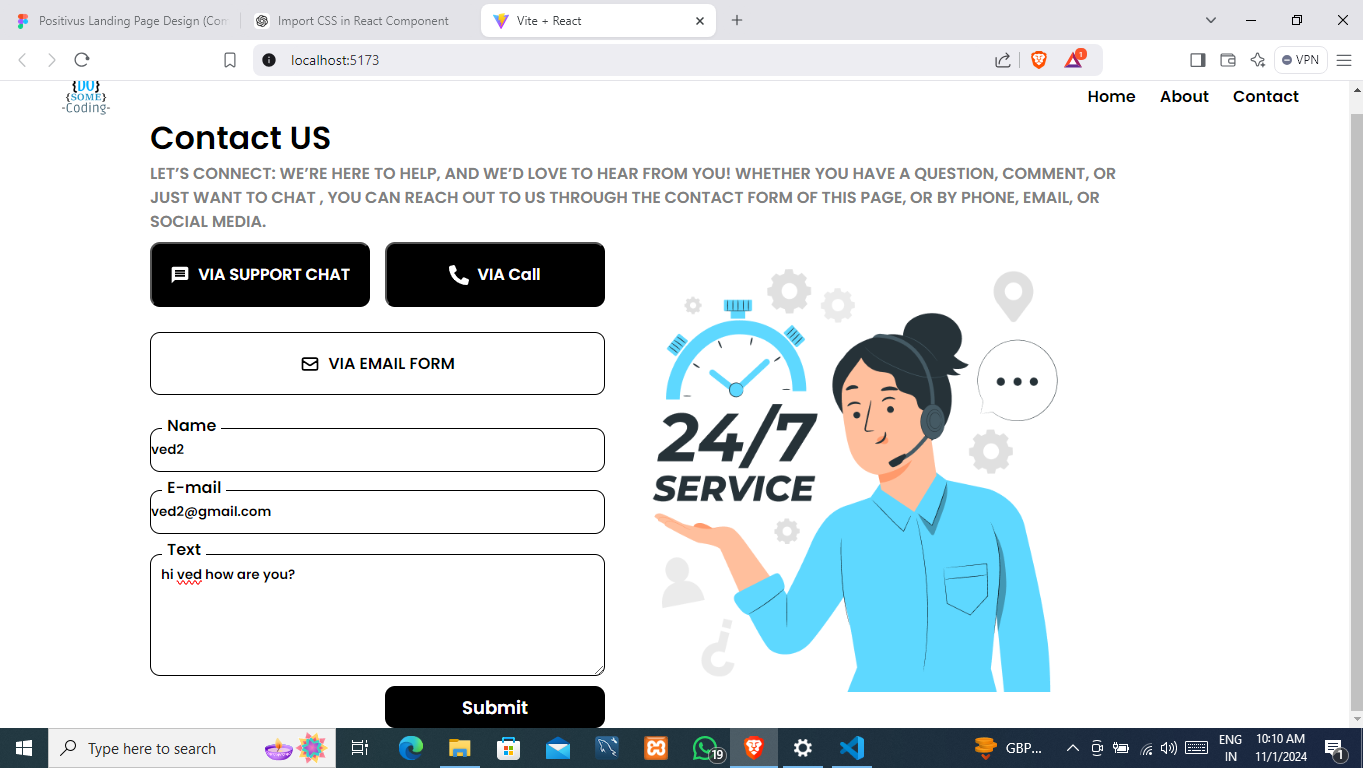 Positivus Landing Page Design (Com
Import CSS in React Component
Vite + React
localhost:5173
1
VPN
{DO}
{SOME}
-Coding-
Home About Contact
Contact US
LET’S CONNECT: WE’RE HERE TO HELP, AND WE’D LOVE TO HEAR FROM YOU! WHETHER YOU HAVE A QUESTION, COMMENT, OR
JUST WANT TO CHAT , YOU CAN REACH OUT TO US THROUGH THE CONTACT FORM OF THIS PAGE, OR BY PHONE, EMAIL, OR
SOCIAL MEDIA.
VIA SUPPORT CHAT
VIA Call
VIA EMAIL FORM
Name
ved2
E-mail
ved2@gmail.com
Text
hi ved how are you?
Submit
24/7
SERVICE
Type here to search
19
GBP...
ENG
IN
10:10 AM
11/1/2024
1